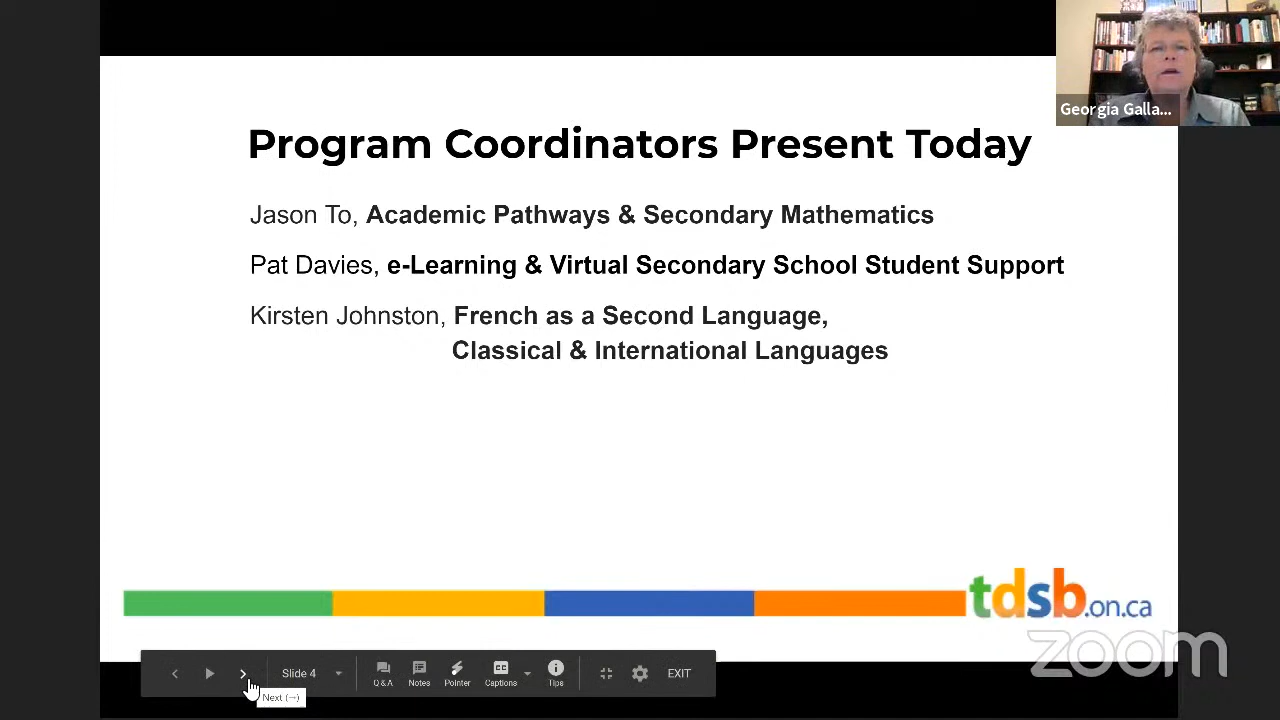 Georgia Galla...
Program Coordinators Present Today
Jason To, Academic Pathways & Secondary Mathematics
Pat Davies, e-Learning & Virtual Secondary School Student Support
Kirsten Johnston, French as a Second Language,
Classical & International Languages
tdsb.on.ca
zoom
Slide 4
Q&A
Notes
Pointer
CC
Captions
Tips
EXIT
Next (→)